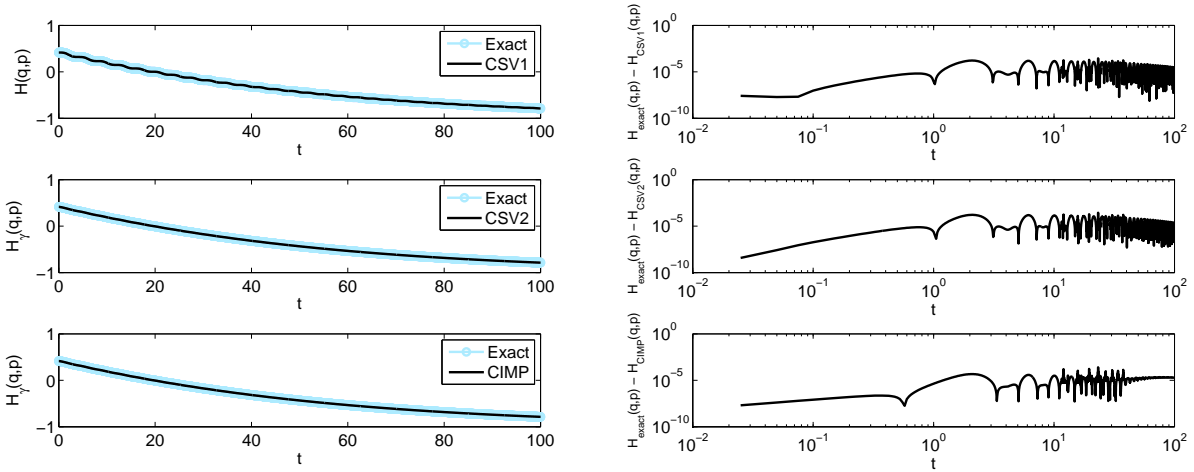 H(q,p)
1
0
−1
0 20 40 60 80 100
t
Exact
CSV1
H_γ(q,p)
1
0
−1
0 20 40 60 80 100
t
Exact
CSV2
H_γ(q,p)
1
0
−1
0 20 40 60 80 100
t
Exact
CIMP
H_exact(q,p) − H_CSV1(q,p)
10^0
10^−5
10^−10
10^−2 10^−1 10^0 10^1 10^2
t
H_exact(q,p) − H_CSV2(q,p)
10^0
10^−5
10^−10
10^−2 10^−1 10^0 10^1 10^2
t
H_exact(q,p) − H_CIMP(q,p)
10^0
10^−5
10^−10
10^−2 10^−1 10^0 10^1 10^2
t